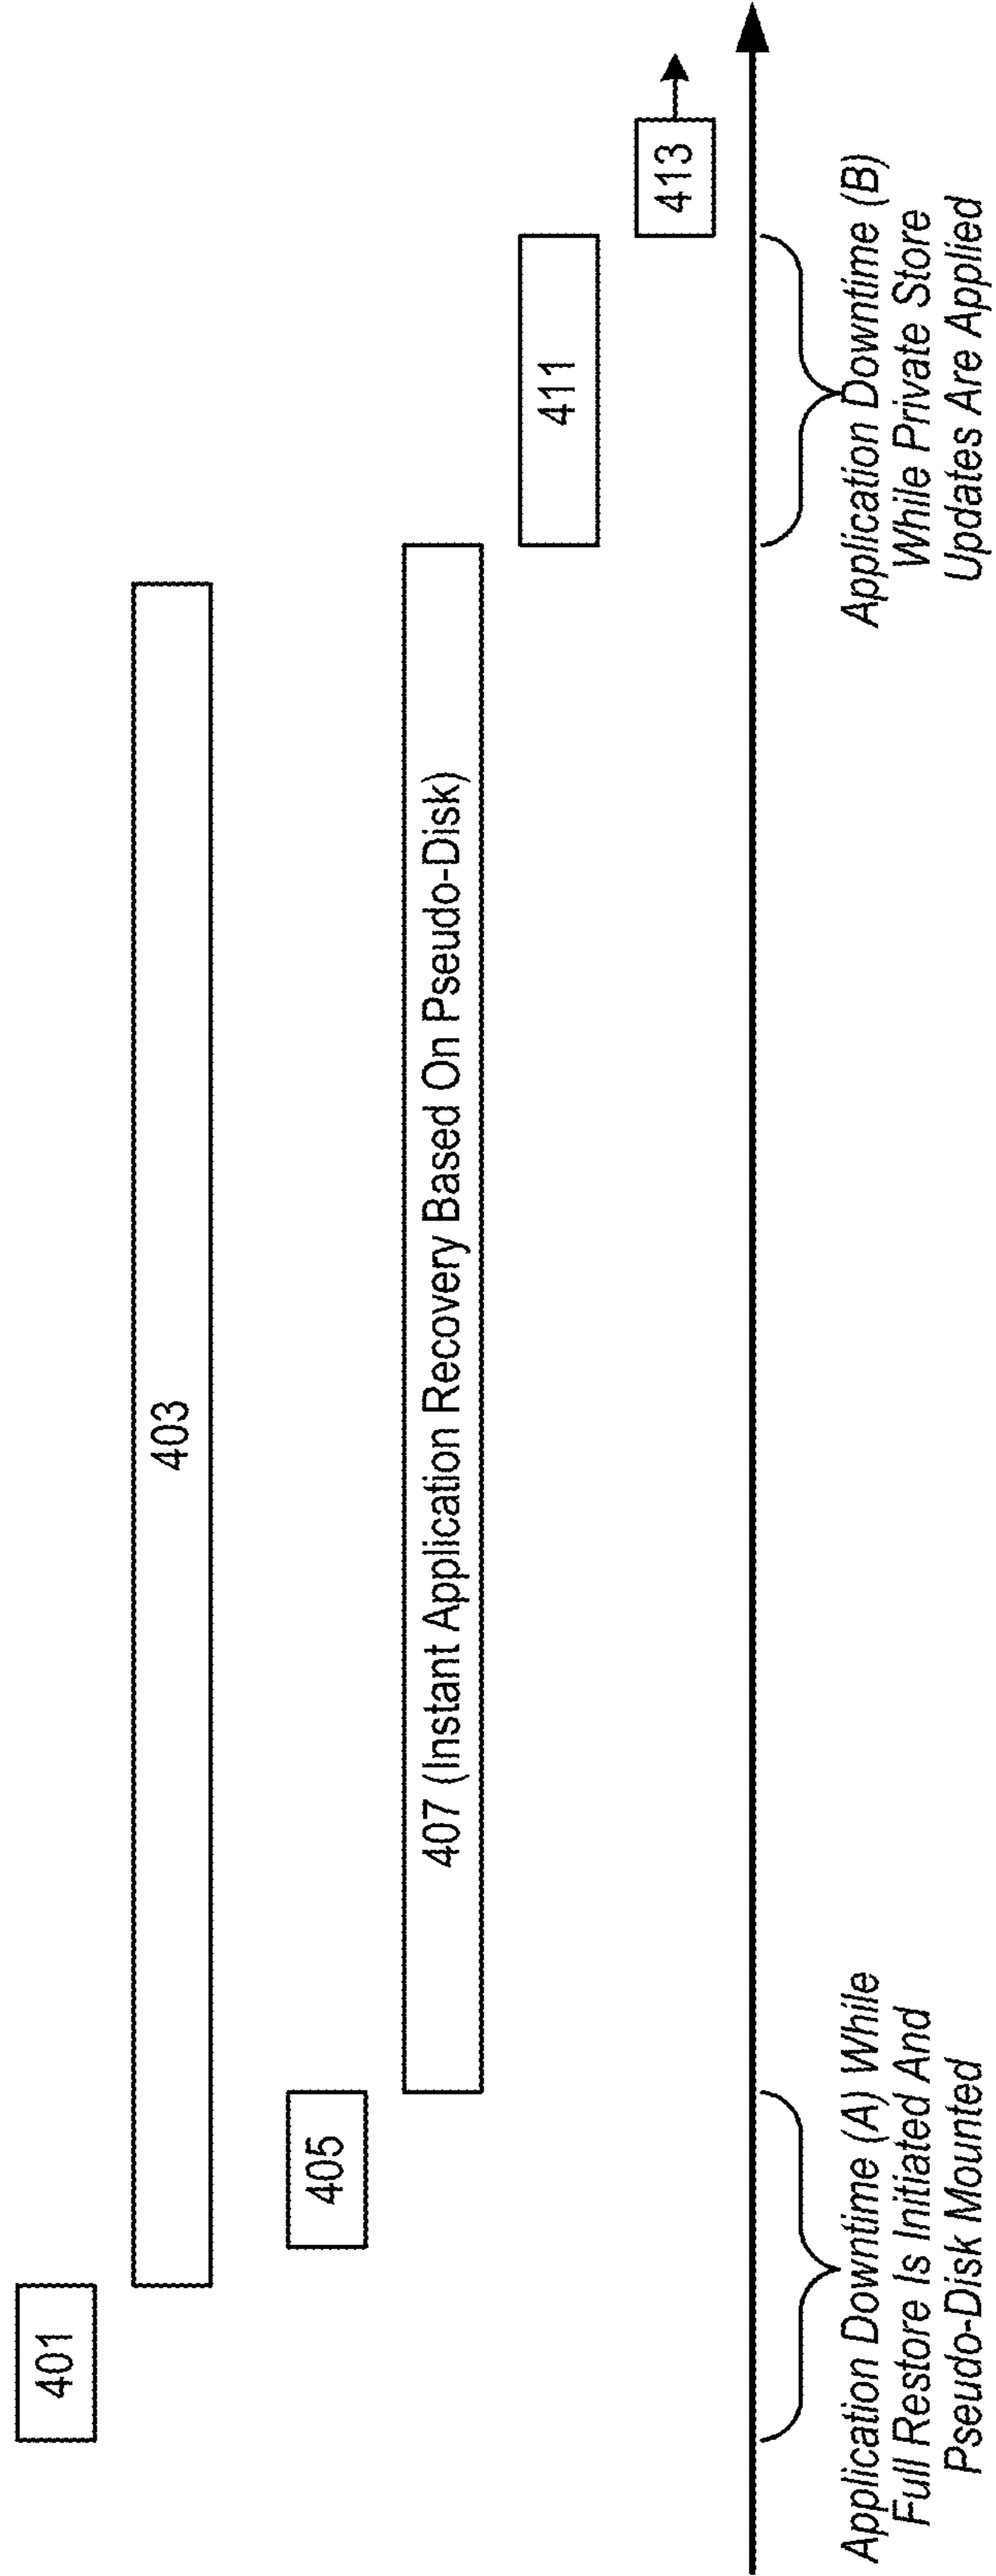 401
403
405
407 (Instant Application Recovery Based On Pseudo-Disk)
411
413
Application Downtime (A) While
Full Restore Is Initiated And
Pseudo-Disk Mounted
Application Downtime (B)
While Private Store
Updates Are Applied